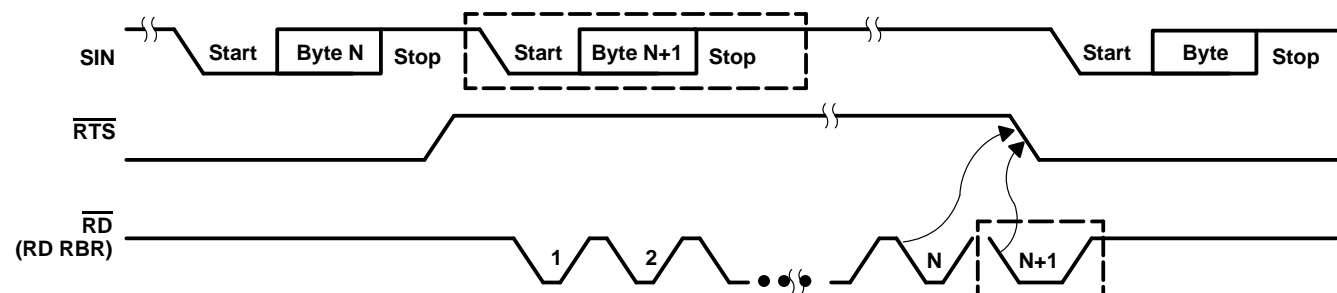 SIN Start Byte N Stop Start Byte N+1 Stop Start Byte Stop
RTS
RD
(RD RBR)
1 2 N N+1